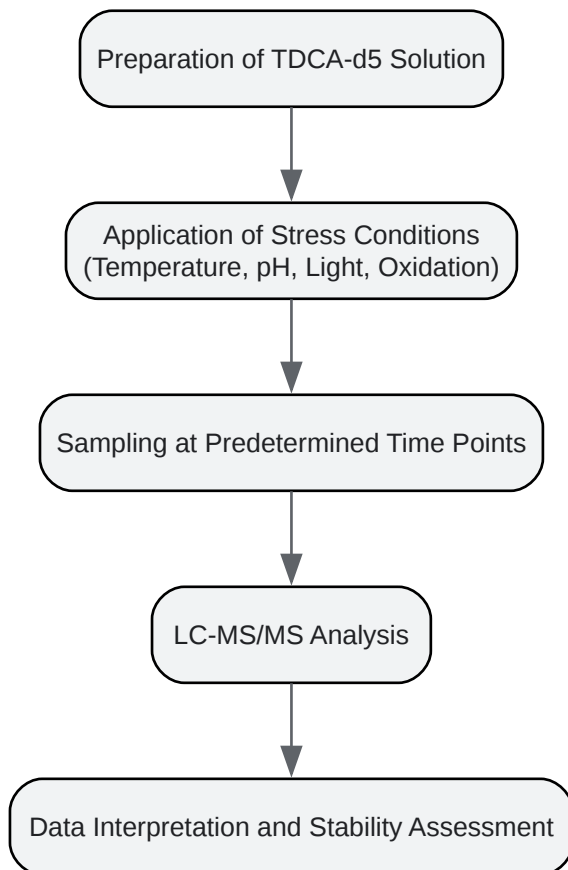 Preparation of TDCA-d5 Solution
Application of Stress Conditions
(Temperature, pH, Light, Oxidation)
Sampling at Predetermined Time Points
LC-MS/MS Analysis
Data Interpretation and Stability Assessment